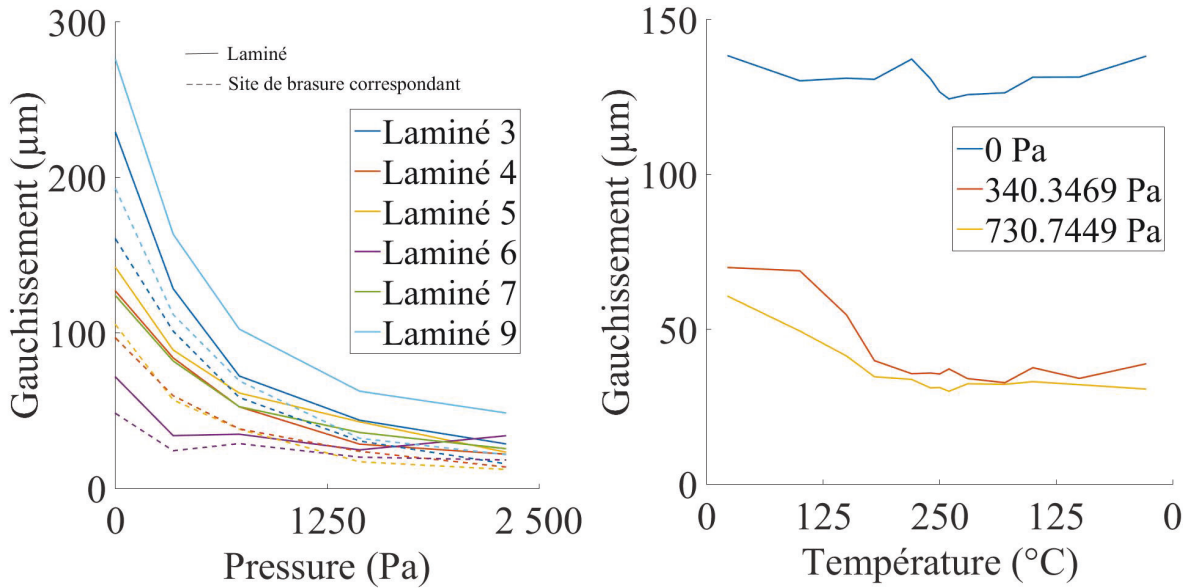 300
200
100
0
0
1250
2 500
Gauchissement (µm)
Pressure (Pa)
Laminé
Site de brasure correspondant
Laminé 3
Laminé 4
Laminé 5
Laminé 6
Laminé 7
Laminé 9
150
100
50
0
0
125
250
125
0
Gauchissement (µm)
Température (°C)
0 Pa
340.3469 Pa
730.7449 Pa